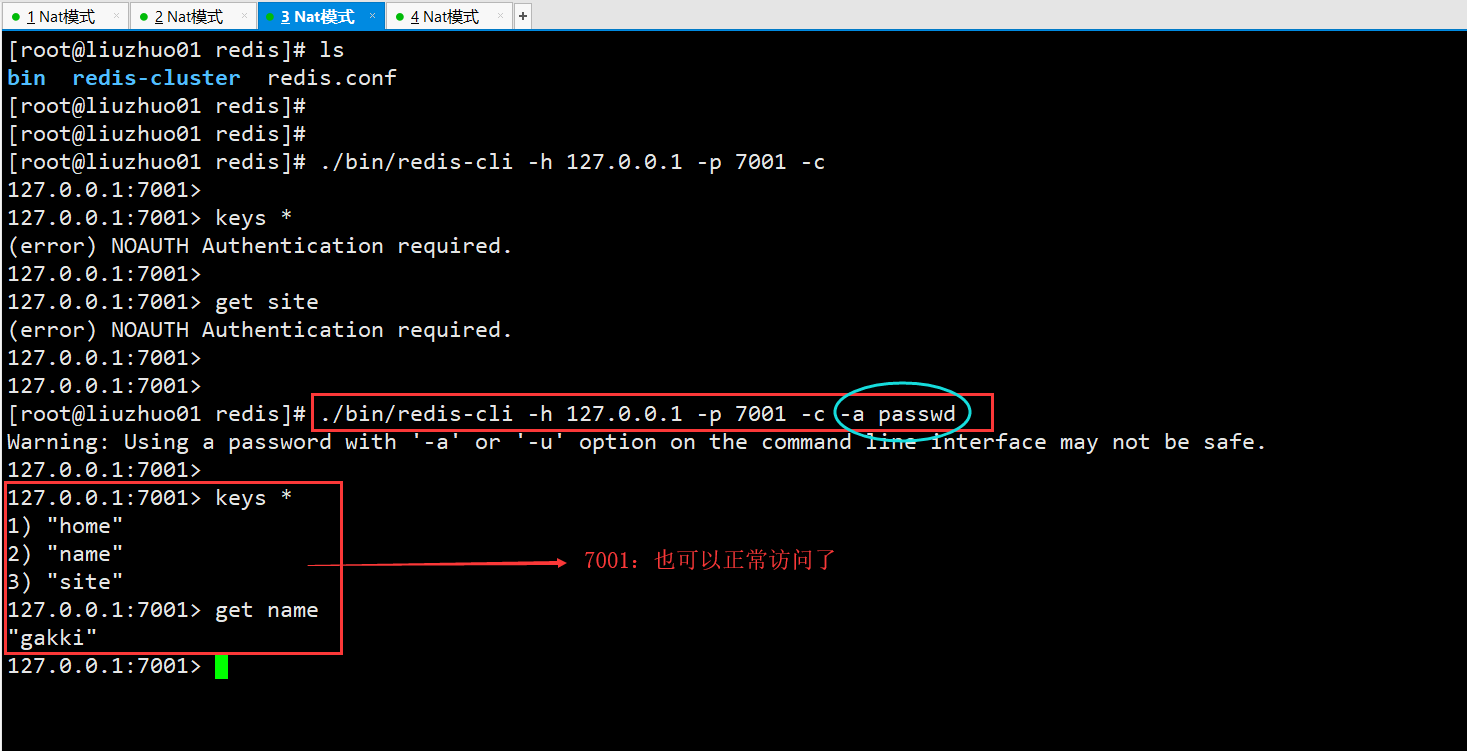 1 Nat模式 × 2 Nat模式 × 3 Nat模式 × 4 Nat模式 × +
[root@liuzhuo01 redis]# ls
bin  redis-cluster  redis.conf
[root@liuzhuo01 redis]#
[root@liuzhuo01 redis]#
[root@liuzhuo01 redis]# ./bin/redis-cli -h 127.0.0.1 -p 7001 -c
127.0.0.1:7001>
127.0.0.1:7001> keys *
(error) NOAUTH Authentication required.
127.0.0.1:7001>
127.0.0.1:7001> get site
(error) NOAUTH Authentication required.
127.0.0.1:7001>
127.0.0.1:7001>
[root@liuzhuo01 redis]# ./bin/redis-cli -h 127.0.0.1 -p 7001 -c -a passwd
Warning: Using a password with '-a' or '-u' option on the command line interface may not be safe.
127.0.0.1:7001>
127.0.0.1:7001> keys *
1) "home"
2) "name"
7001：也可以正常访问了
3) "site"
127.0.0.1:7001> get name
"gakki"
127.0.0.1:7001>